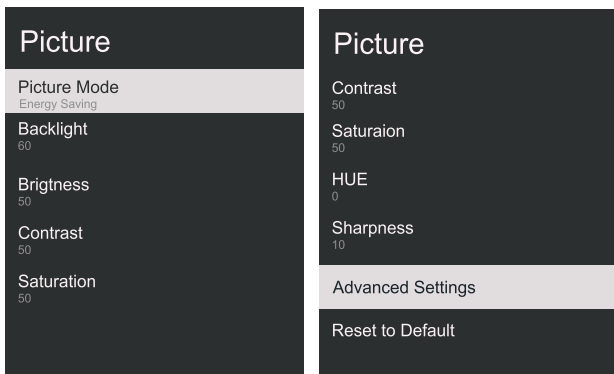 Picture
Picture Mode
Energy Saving
Backlight
60
Brigtness
50
Contrast
50
Saturation
50
Picture
Contrast
50
Saturaion
50
HUE
0
Sharpness
10
Advanced Settings
Reset to Default